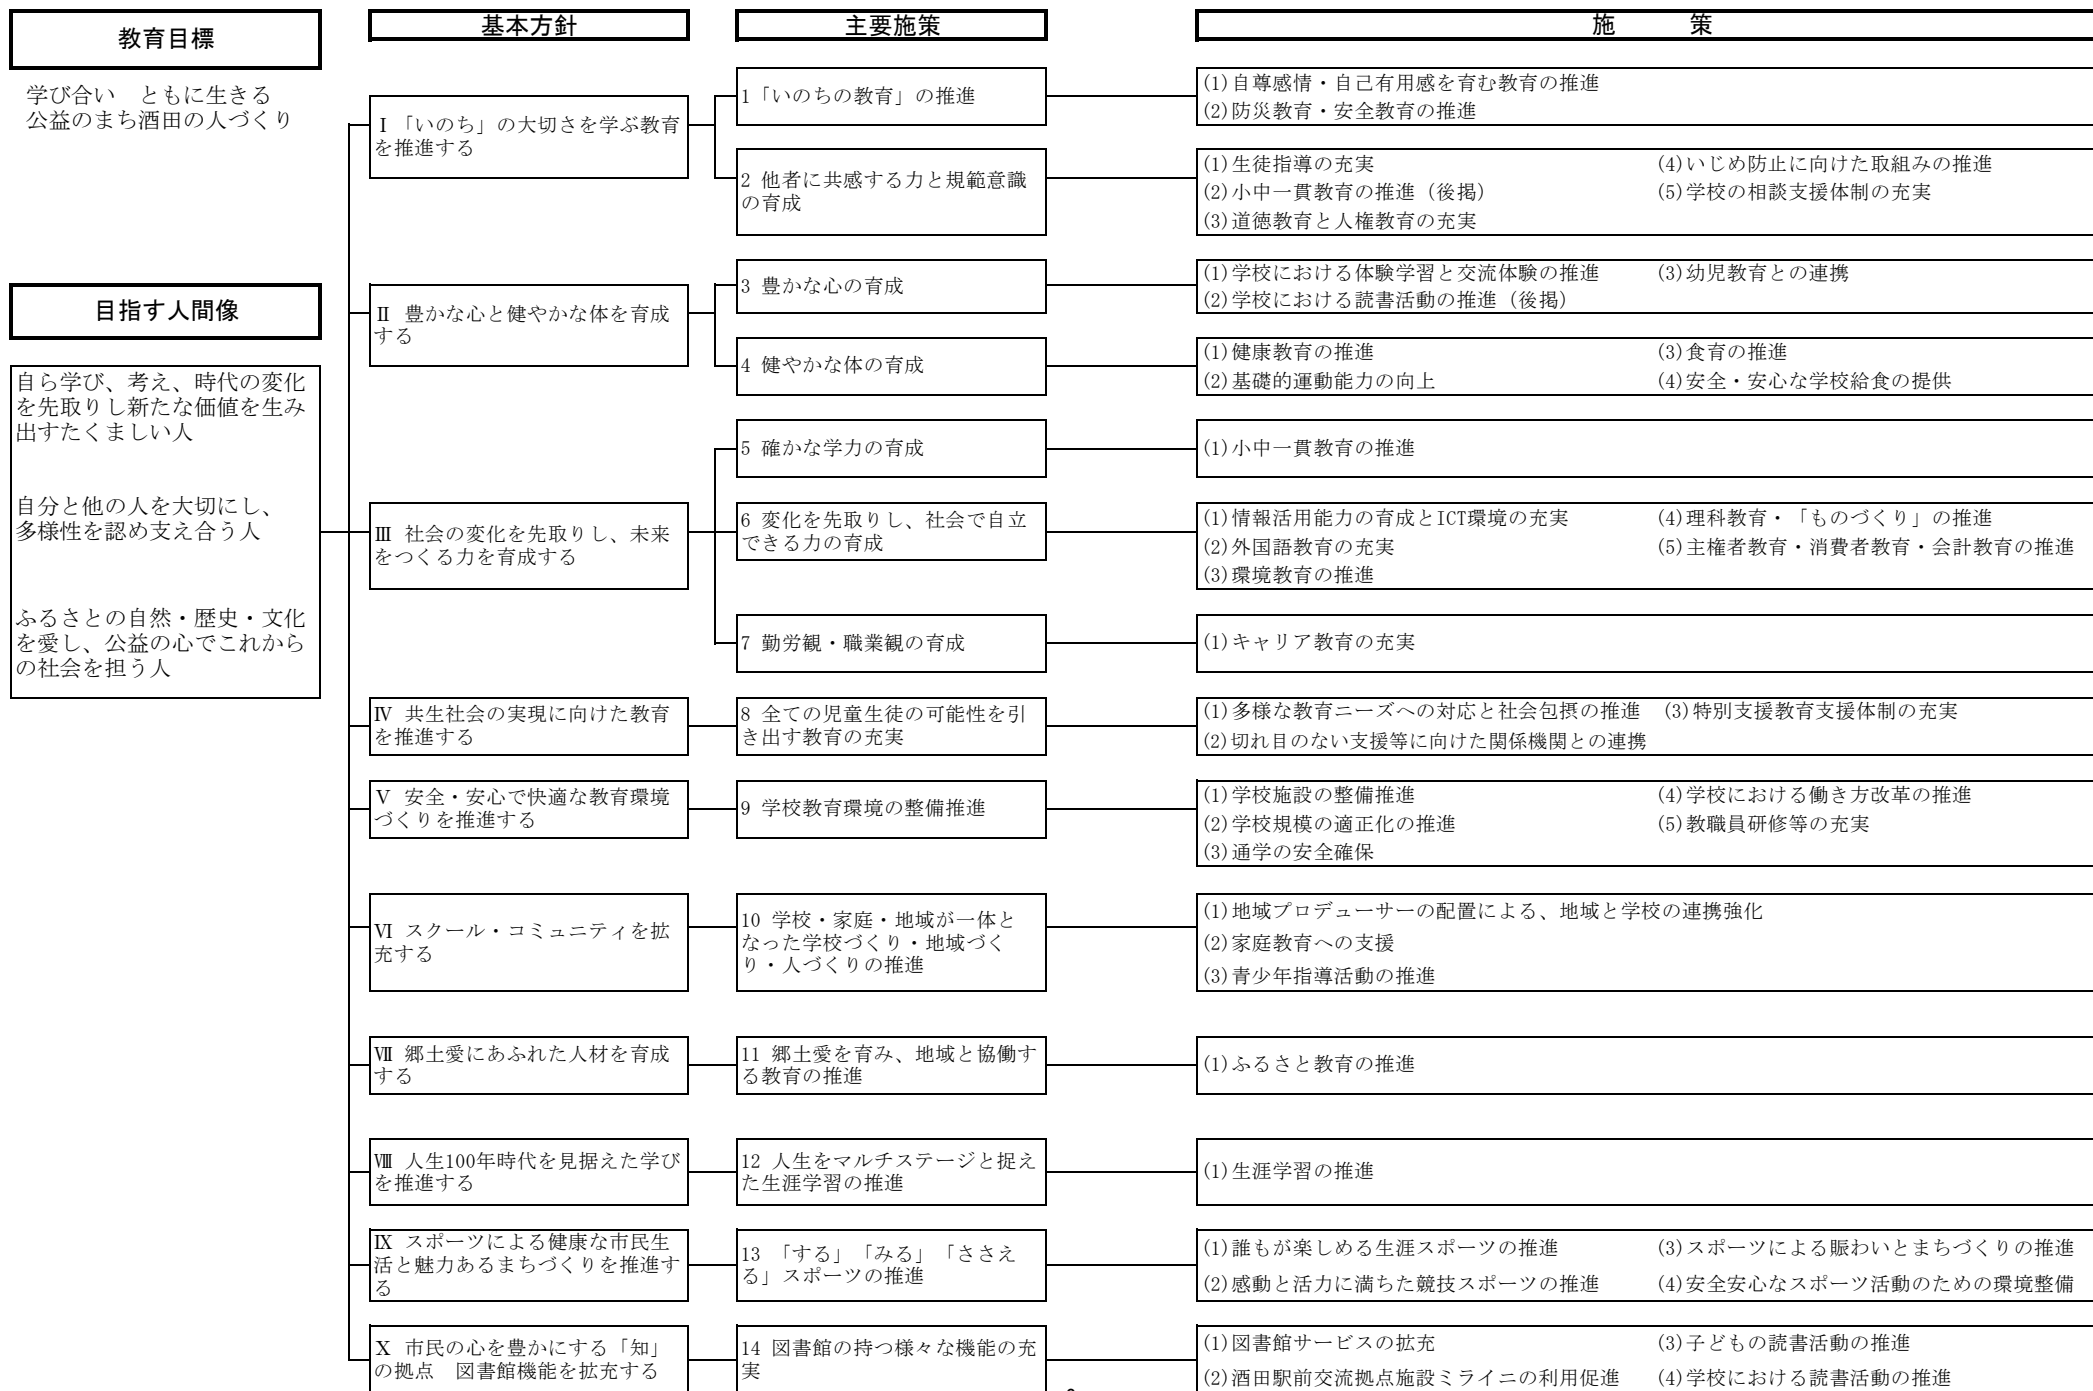 教育目標
学び合い　ともに生きる
公益のまち酒田の人づくり
目指す人間像
自ら学び、考え、時代の変化
を先取りし新たな価値を生み
出すたくましい人
自分と他の人を大切にし、
多様性を認め支え合う人
ふるさとの自然・歴史・文化
を愛し、公益の心でこれから
の社会を担う人
基本方針
主要施策
施　　　策
Ⅰ「いのち」の大切さを学ぶ教育
を推進する
1「いのちの教育」の推進
(1)自尊感情・自己有用感を育む教育の推進
(2)防災教育・安全教育の推進
2 他者に共感する力と規範意識
の育成
(1)生徒指導の充実
(2)小中一貫教育の推進（後掲）
(3)道徳教育と人権教育の充実
(4)いじめ防止に向けた取組みの推進
(5)学校の相談支援体制の充実
Ⅱ 豊かな心と健やかな体を育成
する
3 豊かな心の育成
(1)学校における体験学習と交流体験の推進
(2)学校における読書活動の推進（後掲）
(3)幼児教育との連携
4 健やかな体の育成
(1)健康教育の推進
(2)基礎的運動能力の向上
(3)食育の推進
(4)安全・安心な学校給食の提供
Ⅲ 社会の変化を先取りし、未来
をつくる力を育成する
5 確かな学力の育成
(1)小中一貫教育の推進
6 変化を先取りし、社会で自立
できる力の育成
(1)情報活用能力の育成とICT環境の充実
(2)外国語教育の充実
(3)環境教育の推進
(4)理科教育・「ものづくり」の推進
(5)主権者教育・消費者教育・会計教育の推進
7 勤労観・職業観の育成
(1)キャリア教育の充実
Ⅳ 共生社会の実現に向けた教育
を推進する
8 全ての児童生徒の可能性を引
き出す教育の充実
(1)多様な教育ニーズへの対応と社会包摂の推進
(2)切れ目のない支援等に向けた関係機関との連携
(3)特別支援教育支援体制の充実
Ⅴ 安全・安心で快適な教育環境
づくりを推進する
9 学校教育環境の整備推進
(1)学校施設の整備推進
(2)学校規模の適正化の推進
(3)通学の安全確保
(4)学校における働き方改革の推進
(5)教職員研修等の充実
Ⅵ スクール・コミュニティを拡
充する
10 学校・家庭・地域が一体と
なった学校づくり・地域づく
り・人づくりの推進
(1)地域プロデューサーの配置による、地域と学校の連携強化
(2)家庭教育への支援
(3)青少年指導活動の推進
Ⅶ 郷土愛にあふれた人材を育成
する
11 郷土愛を育み、地域と協働す
る教育の推進
(1)ふるさと教育の推進
Ⅷ 人生100年時代を見据えた学び
を推進する
12 人生をマルチステージと捉え
た生涯学習の推進
(1)生涯学習の推進
Ⅸ スポーツによる健康な市民生
活と魅力あるまちづくりを推進す
る
13 「する」「みる」「ささえ
る」スポーツの推進
(1)誰もが楽しめる生涯スポーツの推進
(2)感動と活力に満ちた競技スポーツの推進
(3)スポーツによる賑わいとまちづくりの推進
(4)安全安心なスポーツ活動のための環境整備
Ⅹ 市民の心を豊かにする「知」
の拠点　図書館機能を拡充する
14 図書館の持つ様々な機能の充
実
(1)図書館サービスの拡充
(2)酒田駅前交流拠点施設ミライニの利用促進
(3)子どもの読書活動の推進
(4)学校における読書活動の推進